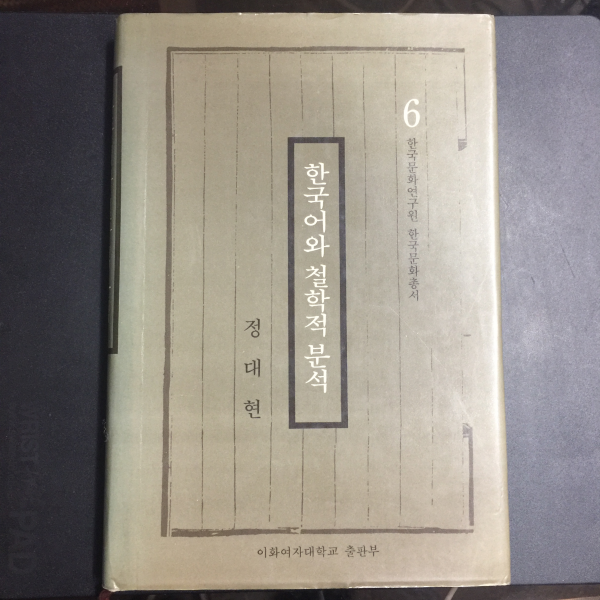 6
한국문화연구원 한국문화총서
한국어와 철학적 분석
정대현
이화여자대학교 출판부
PAD